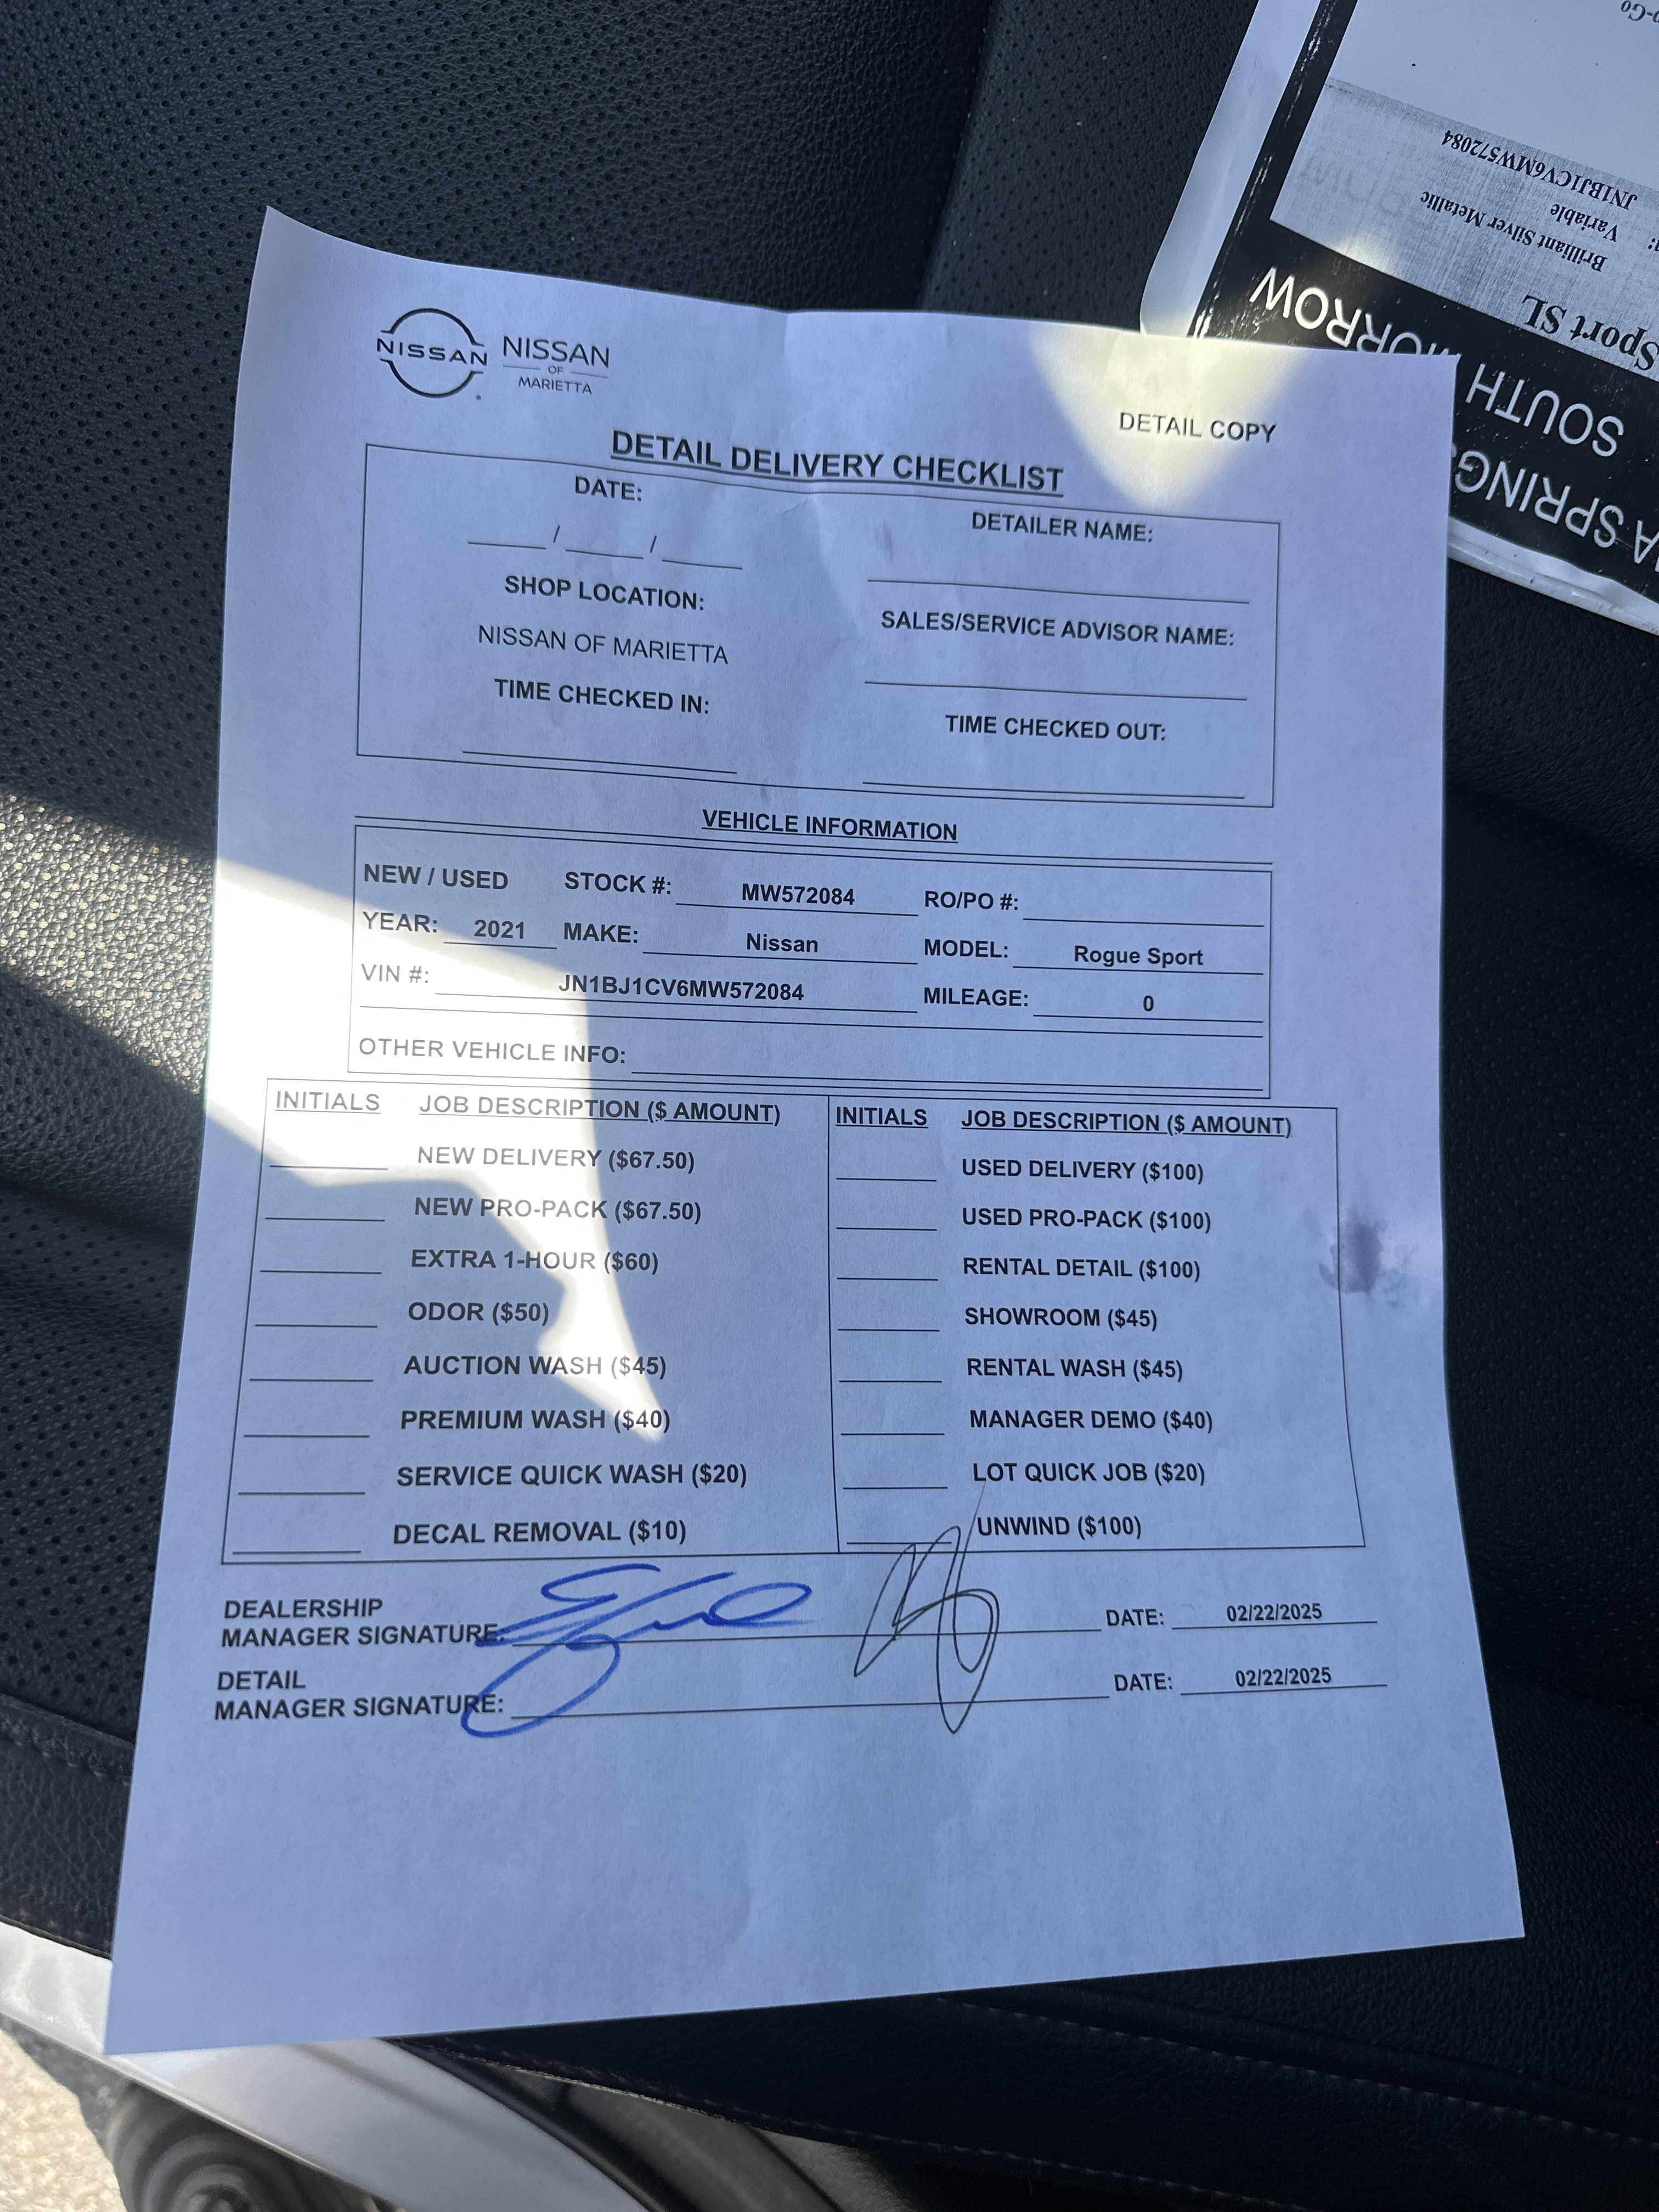 NISSAN
NISSAN
OF
MARIETTA
DETAIL COPY
DETAIL DELIVERY CHECKLIST
DATE:
___/___/___
DETAILER NAME:
SHOP LOCATION:
NISSAN OF MARIETTA
SALES/SERVICE ADVISOR NAME:
TIME CHECKED IN:
TIME CHECKED OUT:
VEHICLE INFORMATION
NEW / USED STOCK #: MW572084 RO/PO #:
YEAR: 2021 MAKE: Nissan MODEL: Rogue Sport
VIN #: JN1BJ1CV6MW572084 MILEAGE: 0
OTHER VEHICLE INFO:
INITIALS JOB DESCRIPTION ($ AMOUNT) INITIALS JOB DESCRIPTION ($ AMOUNT)
NEW DELIVERY ($67.50) USED DELIVERY ($100)
NEW PRO-PACK ($67.50) USED PRO-PACK ($100)
EXTRA 1-HOUR ($60) RENTAL DETAIL ($100)
ODOR ($50) SHOWROOM ($45)
AUCTION WASH ($45) RENTAL WASH ($45)
PREMIUM WASH ($40) MANAGER DEMO ($40)
SERVICE QUICK WASH ($20) LOT QUICK JOB ($20)
DECAL REMOVAL ($10) UNWIND ($100)
DEALERSHIP
MANAGER SIGNATURE: DATE: 02/22/2025
DETAIL
MANAGER SIGNATURE: DATE: 02/22/2025
SPRING
SOUTH
MORROW
Sport SL
Brilliant Silver Metallic
Variable
JN1BJ1CV6MW572084